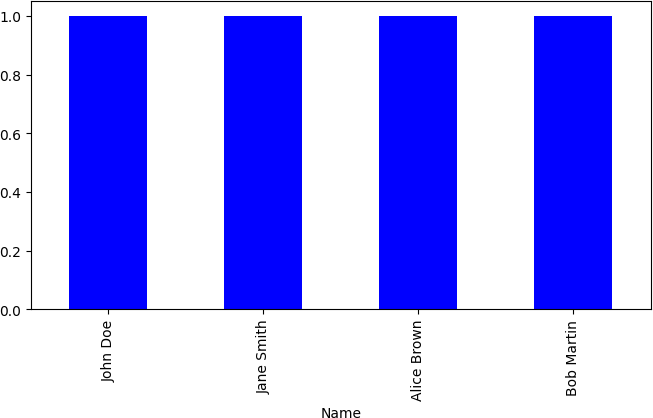 1.0
0.8
0.6
0.4
0.2
0.0
John Doe
Jane Smith
Alice Brown
Bob Martin
Name